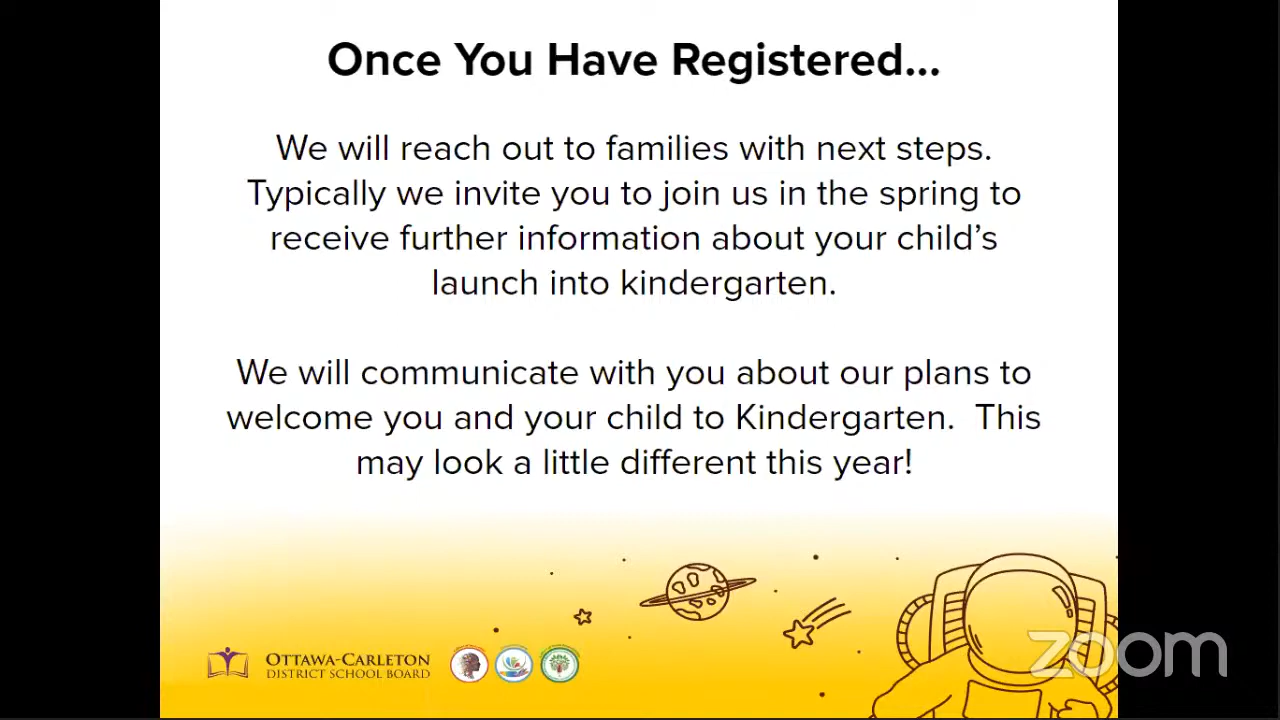 Once You Have Registered...
We will reach out to families with next steps.
Typically we invite you to join us in the spring to
receive further information about your child’s
launch into kindergarten.
We will communicate with you about our plans to
welcome you and your child to Kindergarten.  This
may look a little different this year!
OTTAWA-CARLETON
DISTRICT SCHOOL BOARD
zoom